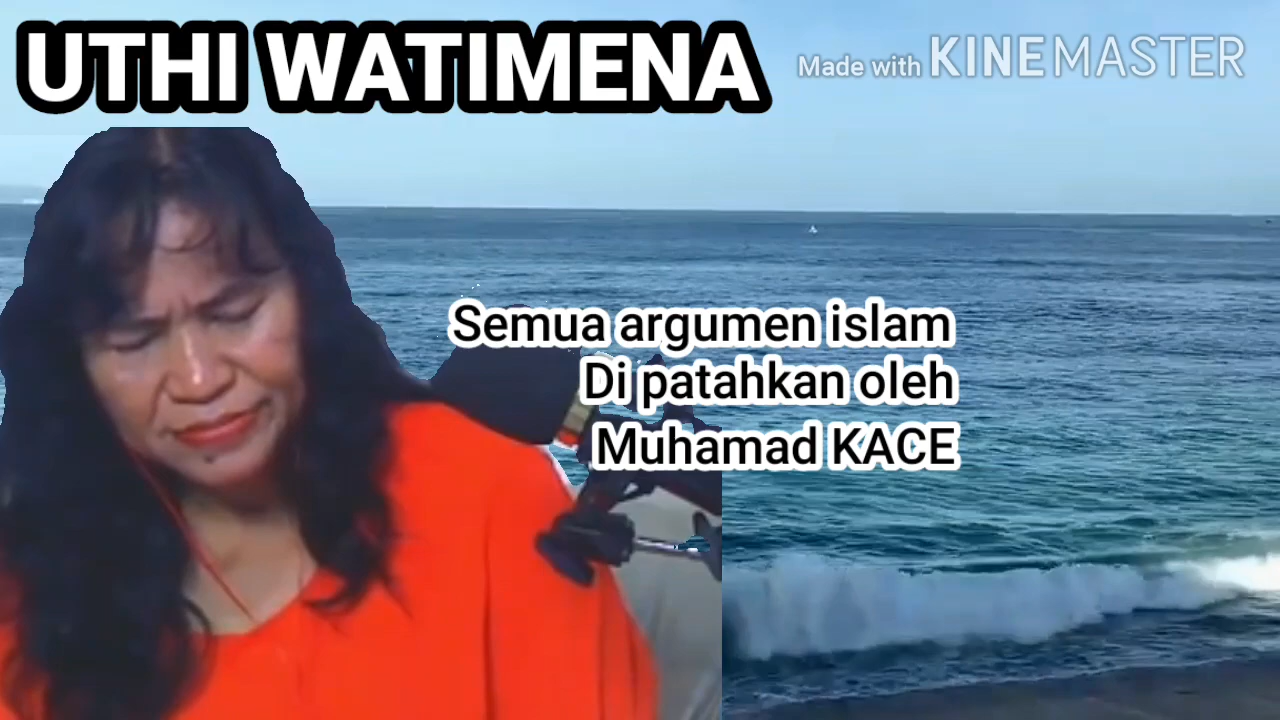 UTHI WATIMENA
Made with KINEMASTER
Semua argumen islam
Di patahkan oleh
Muhamad KACE